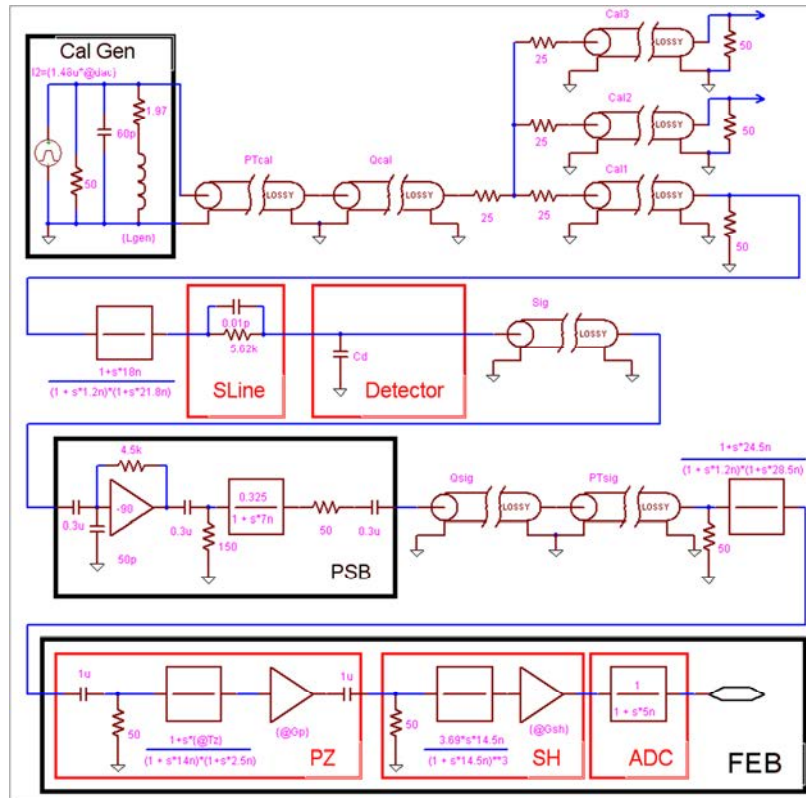 Cal Gen
I2=(1.48u*@dac)
1.97
60p
50
{Lgen}
PTcal
LOSSY
Qcal
LOSSY
25
25
Cal3
LOSSY
50
25
Cal2
LOSSY
50
25
Cal1
LOSSY
50
1+s*18n
(1 + s*1.2n)*(1+s*21.8n)
0.01p
5.62k
SLine
Cd
Detector
Sig
LOSSY
4.5k
0.3u
-90
50p
0.3u
150
0.325
1 + s*7n
50
0.3u
PSB
Qsig
LOSSY
PTsig
LOSSY
50
1+s*24.5n
(1 + s*1.2n)*(1+s*28.5n)
1u
50
1+s*(@Tz)
(1 + s*14n)*(1+s*2.5n)
{@Gp}
PZ
1u
50
3.69*s*14.5n
(1 + s*14.5n)**3
{@Gsh}
SH
1
1 + s*5n
ADC
FEB